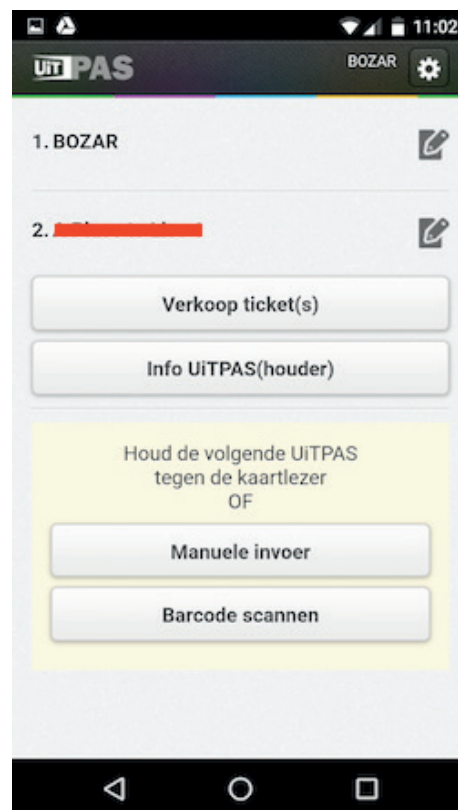 11:02
UiTPAS
BOZAR
1. BOZAR
2.
Verkoop ticket(s)
Info UiTPAS(houder)
Houd de volgende UiTPAS
tegen de kaartlezer
OF
Manuele invoer
Barcode scannen